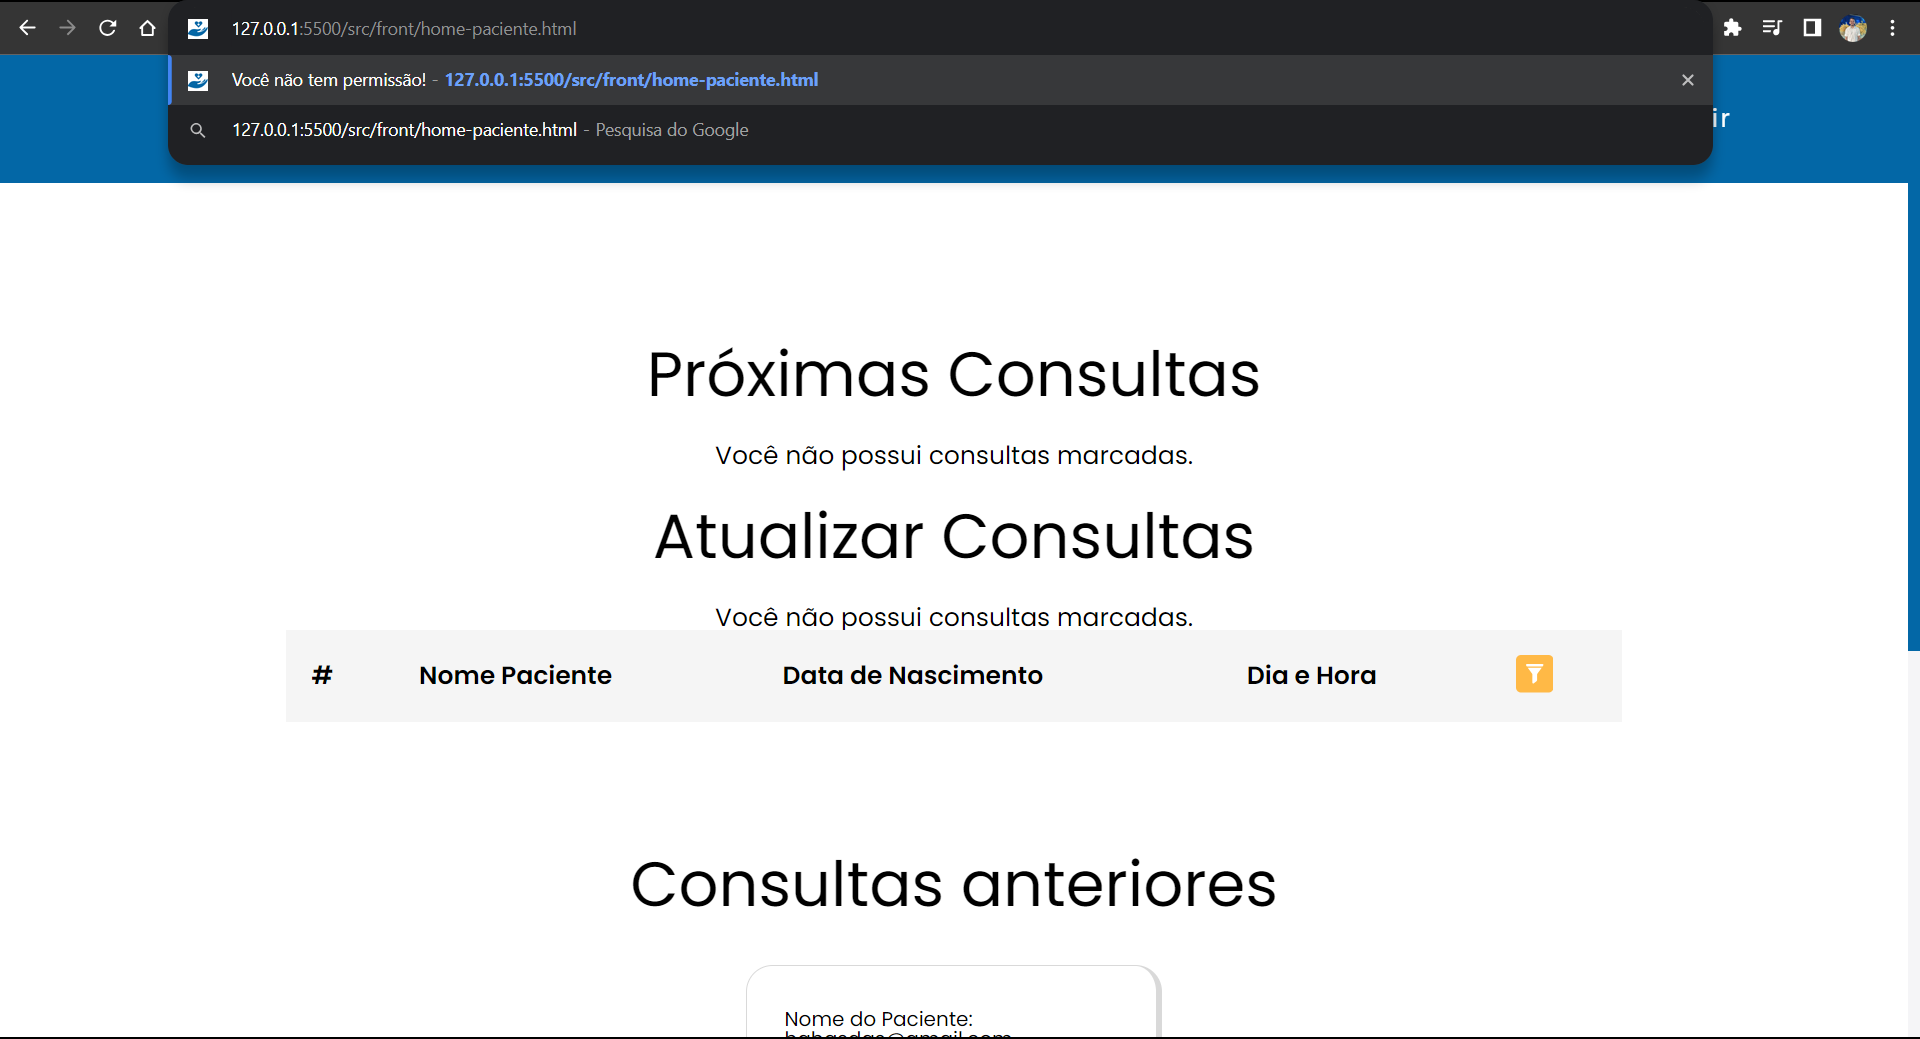 127.0.0.1:5500/src/front/home-paciente.html
Você não tem permissão! - 127.0.0.1:5500/src/front/home-paciente.html
127.0.0.1:5500/src/front/home-paciente.html - Pesquisa do Google
ir
Próximas Consultas
Você não possui consultas marcadas.
Atualizar Consultas
Você não possui consultas marcadas.
# Nome Paciente Data de Nascimento Dia e Hora
Consultas anteriores
Nome do Paciente: